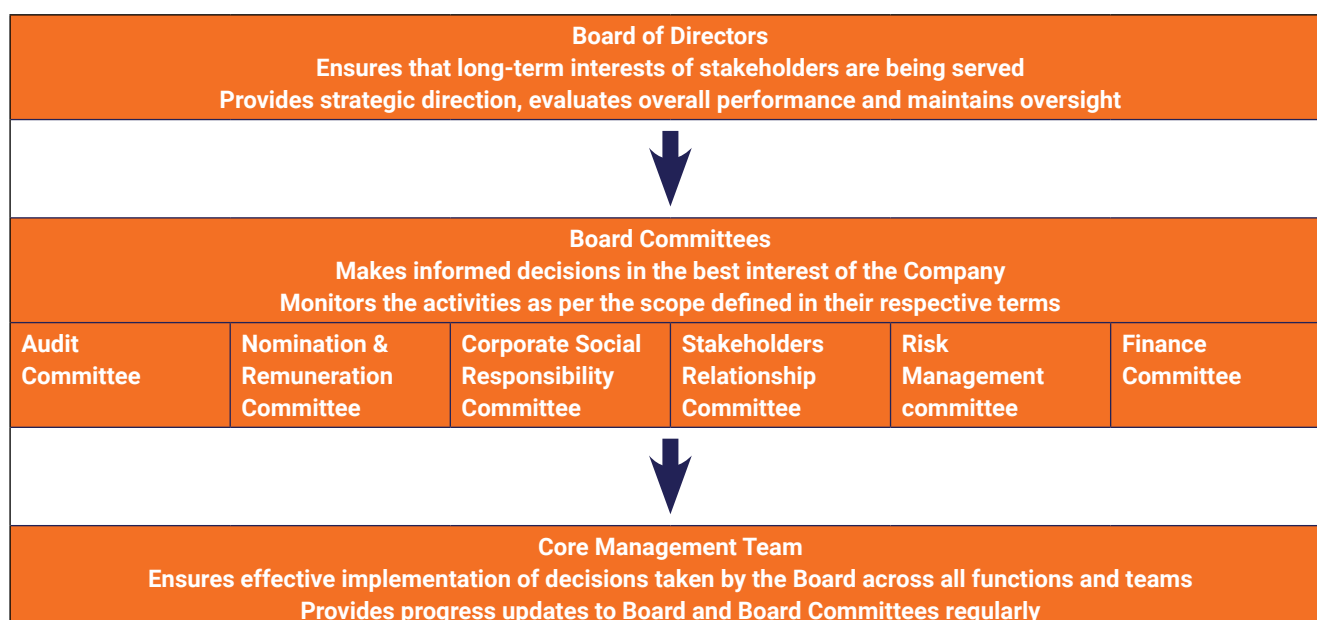 Board of Directors
Ensures that long-term interests of stakeholders are being served
Provides strategic direction, evaluates overall performance and maintains oversight
Board Committees
Makes informed decisions in the best interest of the Company
Monitors the activities as per the scope defined in their respective terms
Audit
Committee
Nomination &
Remuneration
Committee
Corporate Social
Responsibility
Committee
Stakeholders
Relationship
Committee
Risk
Management
committee
Finance
Committee
Core Management Team
Ensures effective implementation of decisions taken by the Board across all functions and teams
Provides progress updates to Board and Board Committees regularly